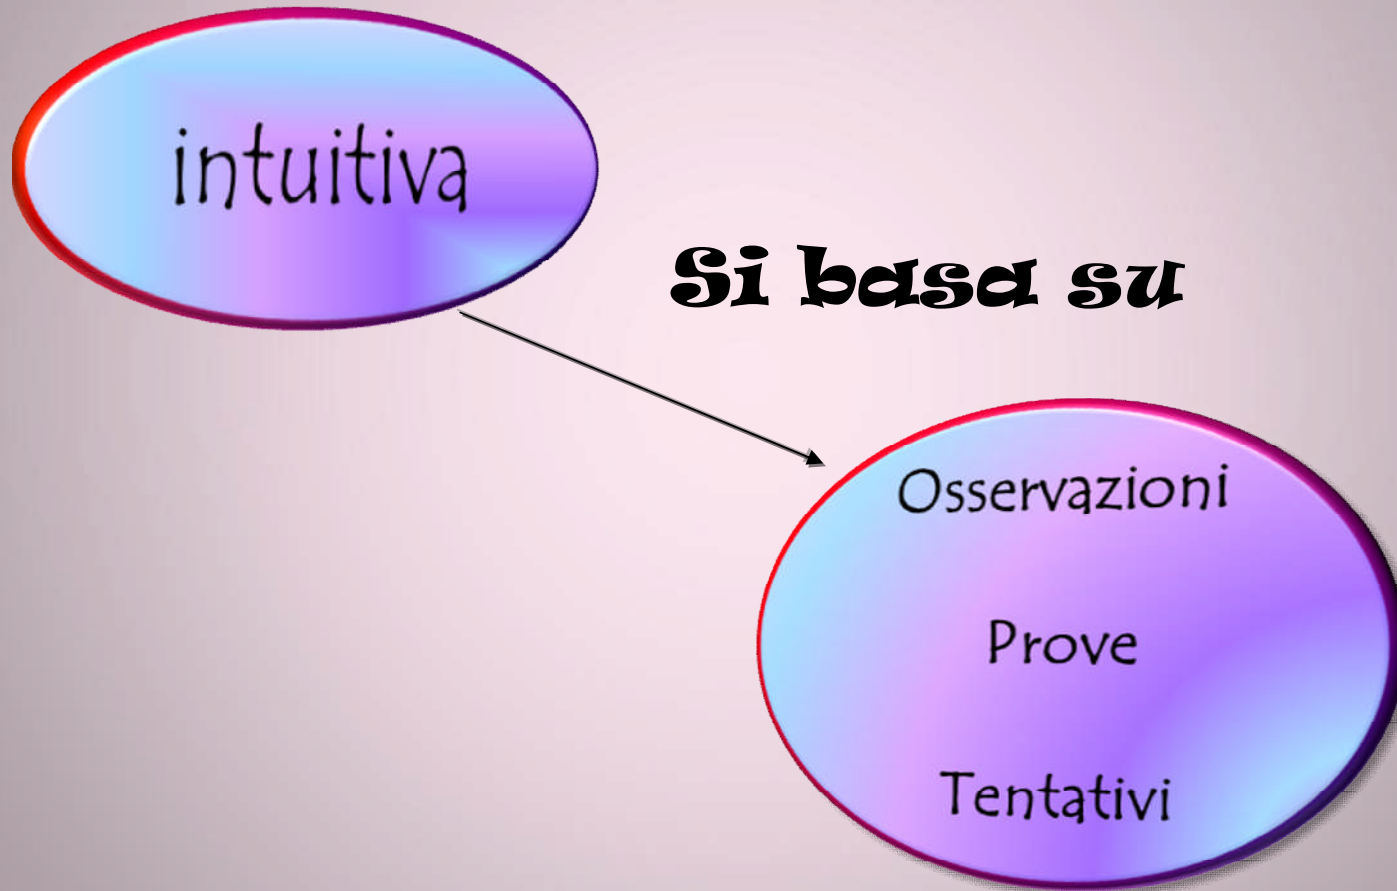 intuitiva
Si basa su
Osservazioni
Prove
Tentativi